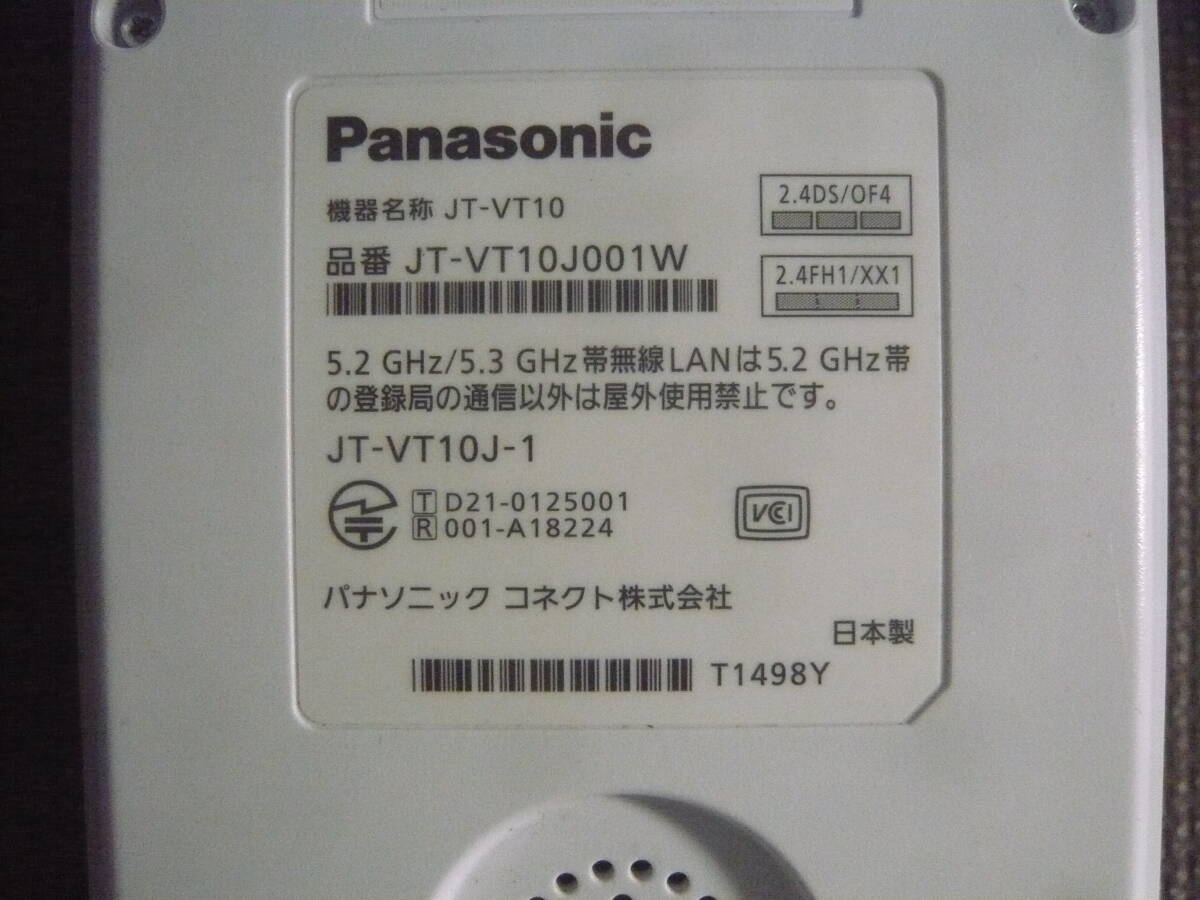 Panasonic
機器名称 JT-VT10
2.4DS/OF4
品番 JT-VT10J001W
2.4FH1/XX1
5.2 GHz/5.3 GHz帯無線LANは5.2 GHz帯
の登録局の通信以外は屋外使用禁止です。
JT-VT10J-1
T D21-0125001
R 001-A18224
VCCI
パナソニック コネクト株式会社
日本製
T1498Y